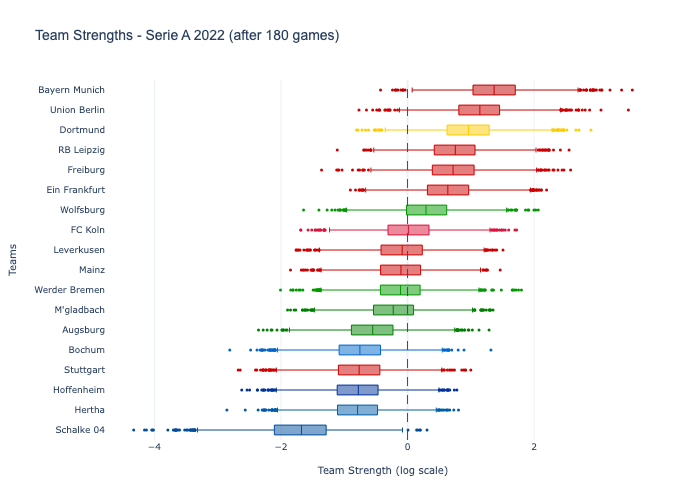 Team Strengths - Serie A 2022 (after 180 games)
Bayern Munich
Union Berlin
Dortmund
RB Leipzig
Freiburg
Ein Frankfurt
Wolfsburg
FC Koln
Leverkusen
Mainz
Werder Bremen
M'gladbach
Augsburg
Bochum
Stuttgart
Hoffenheim
Hertha
Schalke 04
Teams
−4 −2 0 2
Team Strength (log scale)